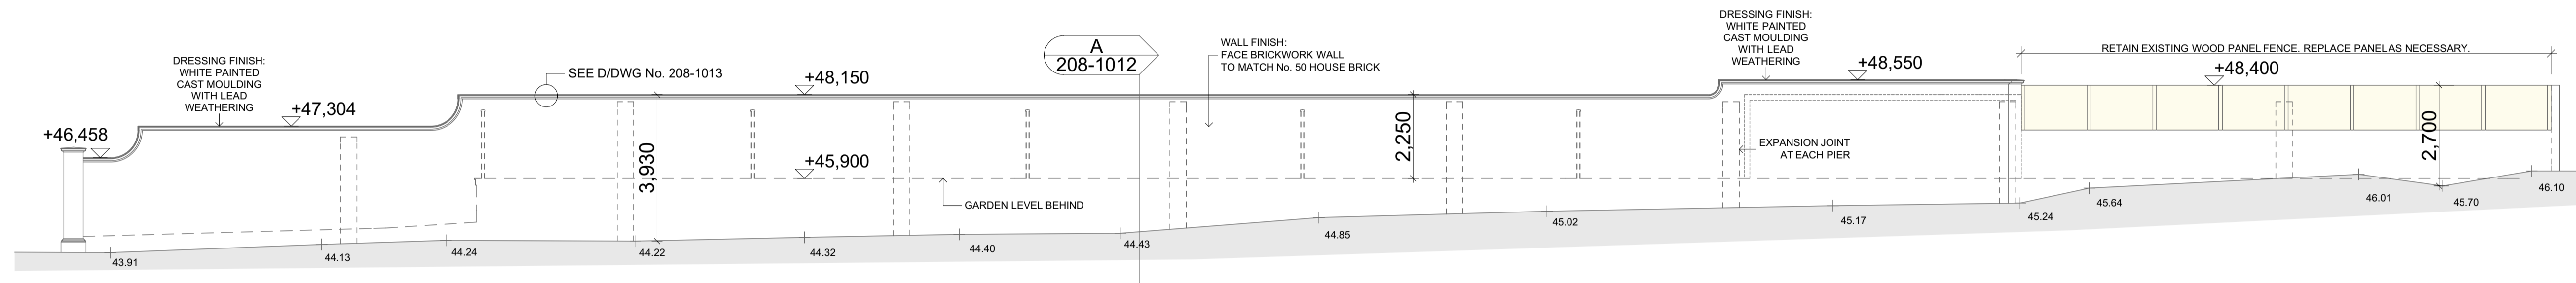 DRESSING FINISH:
WHITE PAINTED
CAST MOULDING
WITH LEAD
WEATHERING
+46,458
+47,304
SEE D/DWG No. 208-1013
3,930
+48,150
+45,900
GARDEN LEVEL BEHIND
A
208-1012
WALL FINISH:
FACE BRICKWORK WALL
TO MATCH No. 50 HOUSE BRICK
2,250
DRESSING FINISH:
WHITE PAINTED
CAST MOULDING
WITH LEAD
WEATHERING
+48,550
EXPANSION JOINT
AT EACH PIER
RETAIN EXISTING WOOD PANEL FENCE. REPLACE PANEL AS NECESSARY.
+48,400
2,700
43.91
44.13
44.24
44.22
44.32
44.40
44.43
44.85
45.02
45.17
45.24
45.64
46.01
45.70
46.10